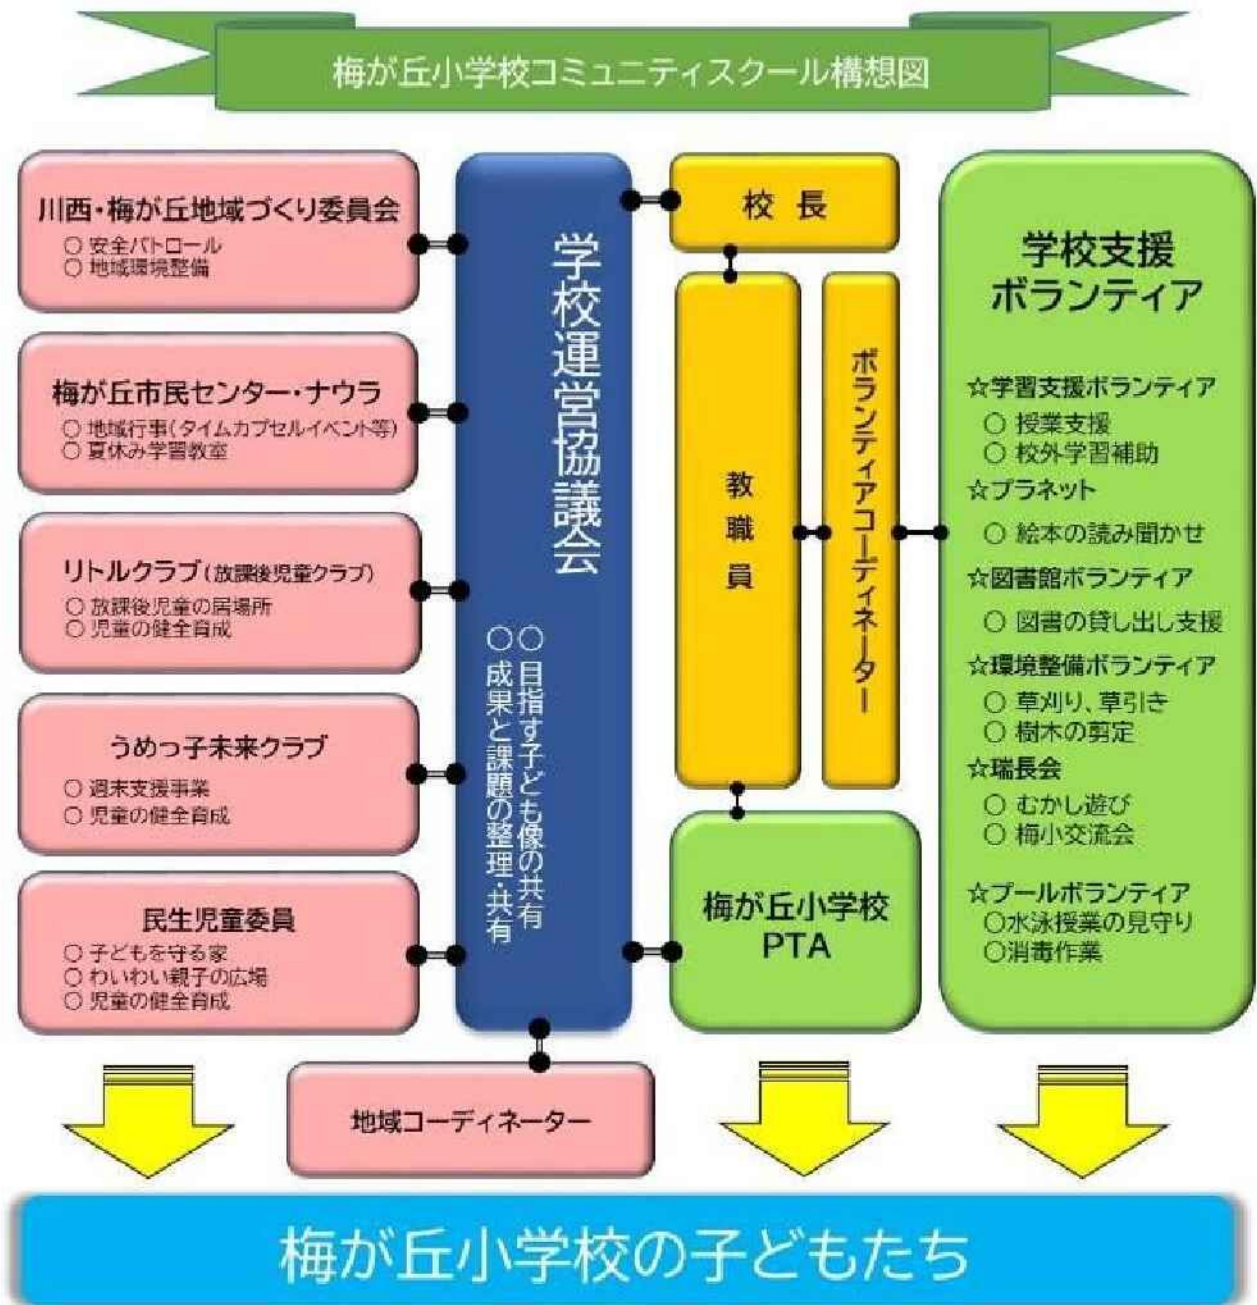 梅が丘小学校コミュニティスクール構想図
川西・梅が丘地域づくり委員会
○ 安全パトロール
○ 地域環境整備
梅が丘市民センター・ナウラ
○ 地域行事(タイムカプセルイベント等)
○ 夏休み学習教室
リトルクラブ(放課後児童クラブ)
○ 放課後児童の居場所
○ 児童の健全育成
うめっ子未来クラブ
○ 週末支援事業
○ 児童の健全育成
民生児童委員
○ 子どもを守る家
○ わいわい親子の広場
○ 児童の健全育成
学校運営協議会
○ 目指す子ども像の共有
○ 成果と課題の整理・共有
地域コーディネーター
校長
教職員
ボランティアコーディネーター
梅が丘小学校
PTA
学校支援
ボランティア
☆学習支援ボランティア
○ 授業支援
○ 校外学習補助
☆プラネット
○ 絵本の読み聞かせ
☆図書館ボランティア
○ 図書の貸し出し支援
☆環境整備ボランティア
○ 草刈り、草引き
○ 樹木の剪定
☆瑞長会
○ むかし遊び
○ 梅小交流会
☆プールボランティア
○水泳授業の見守り
○消毒作業
梅が丘小学校の子どもたち